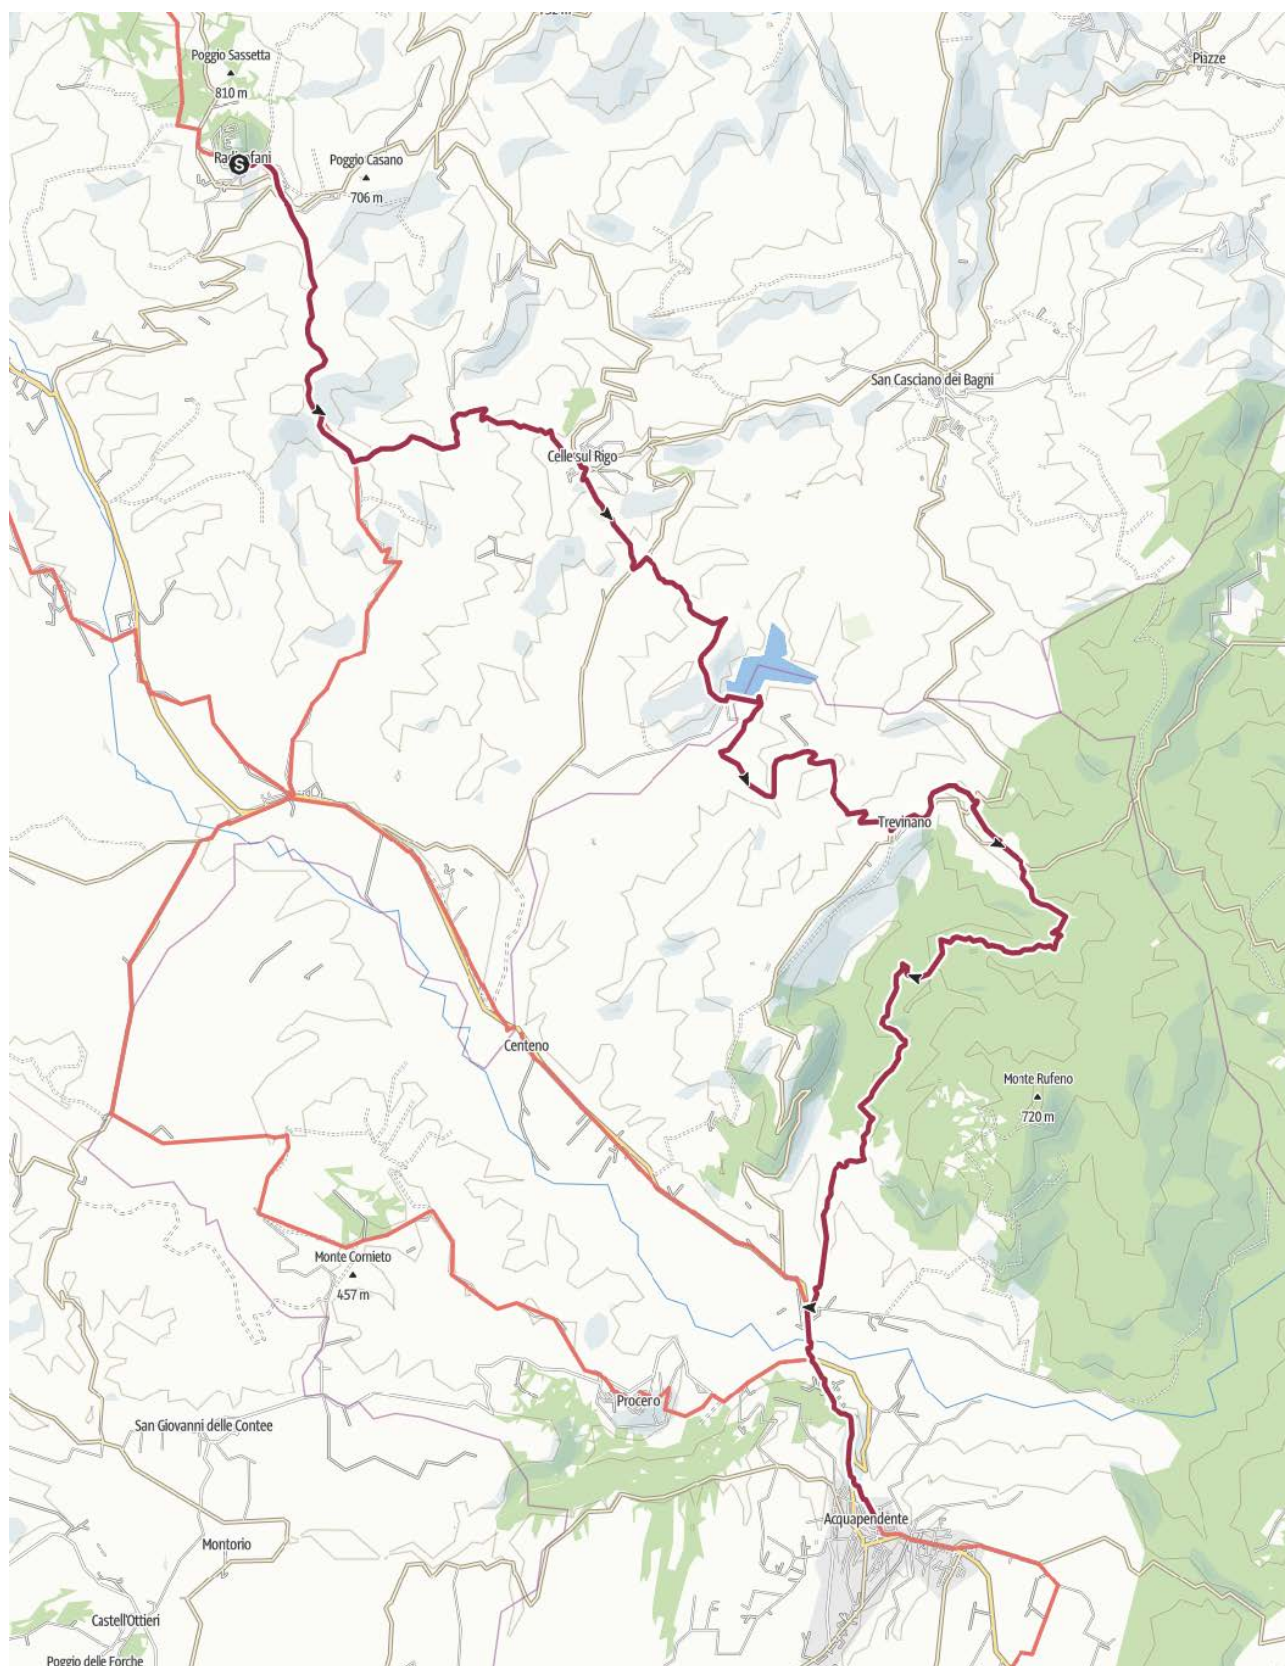 Piazze
Poggio Sassetta
810 m
S
Poggio Casano
706 m
San Casciano dei Bagni
Celle sul Rigo
Trevinano
Centeno
Monte Rufeno
720 m
Monte Cornieto
457 m
Procero
San Giovanni delle Contee
Acquapendente
Montorio
Castell'Ottieri
Poggio delle Forche